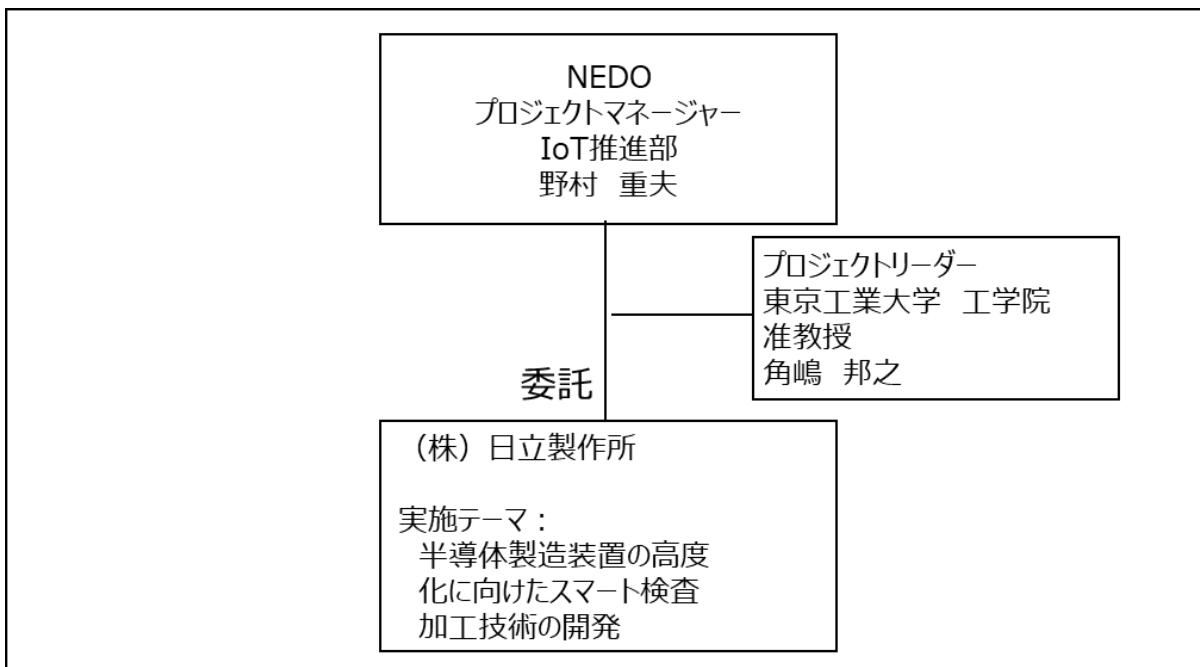 NEDO
プロジェクトマネージャー
IoT推進部
野村　重夫
プロジェクトリーダー
東京工業大学　工学院
准教授
角嶋　邦之
委託
（株）日立製作所
実施テーマ：
半導体製造装置の高度
化に向けたスマート検査
加工技術の開発